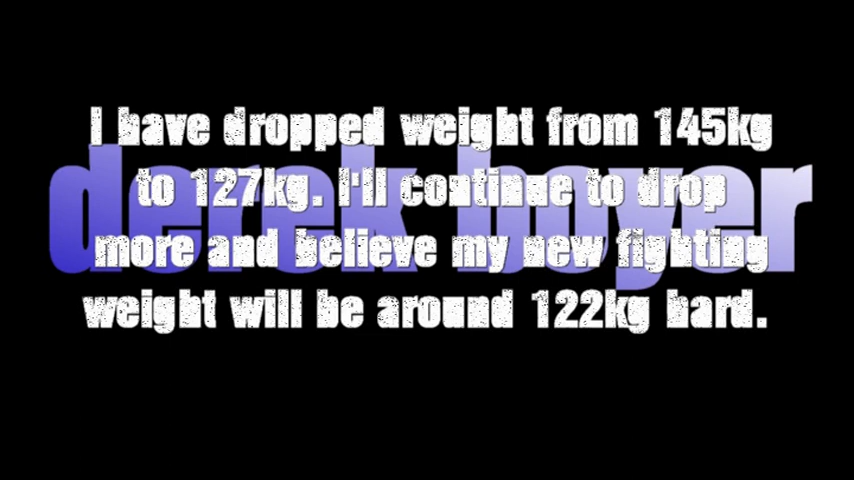 I have dropped weight from 145kg
to 127kg. I'll continue to drop
more and believe my new fighting
weight will be around 122kg hard.
derek boyer